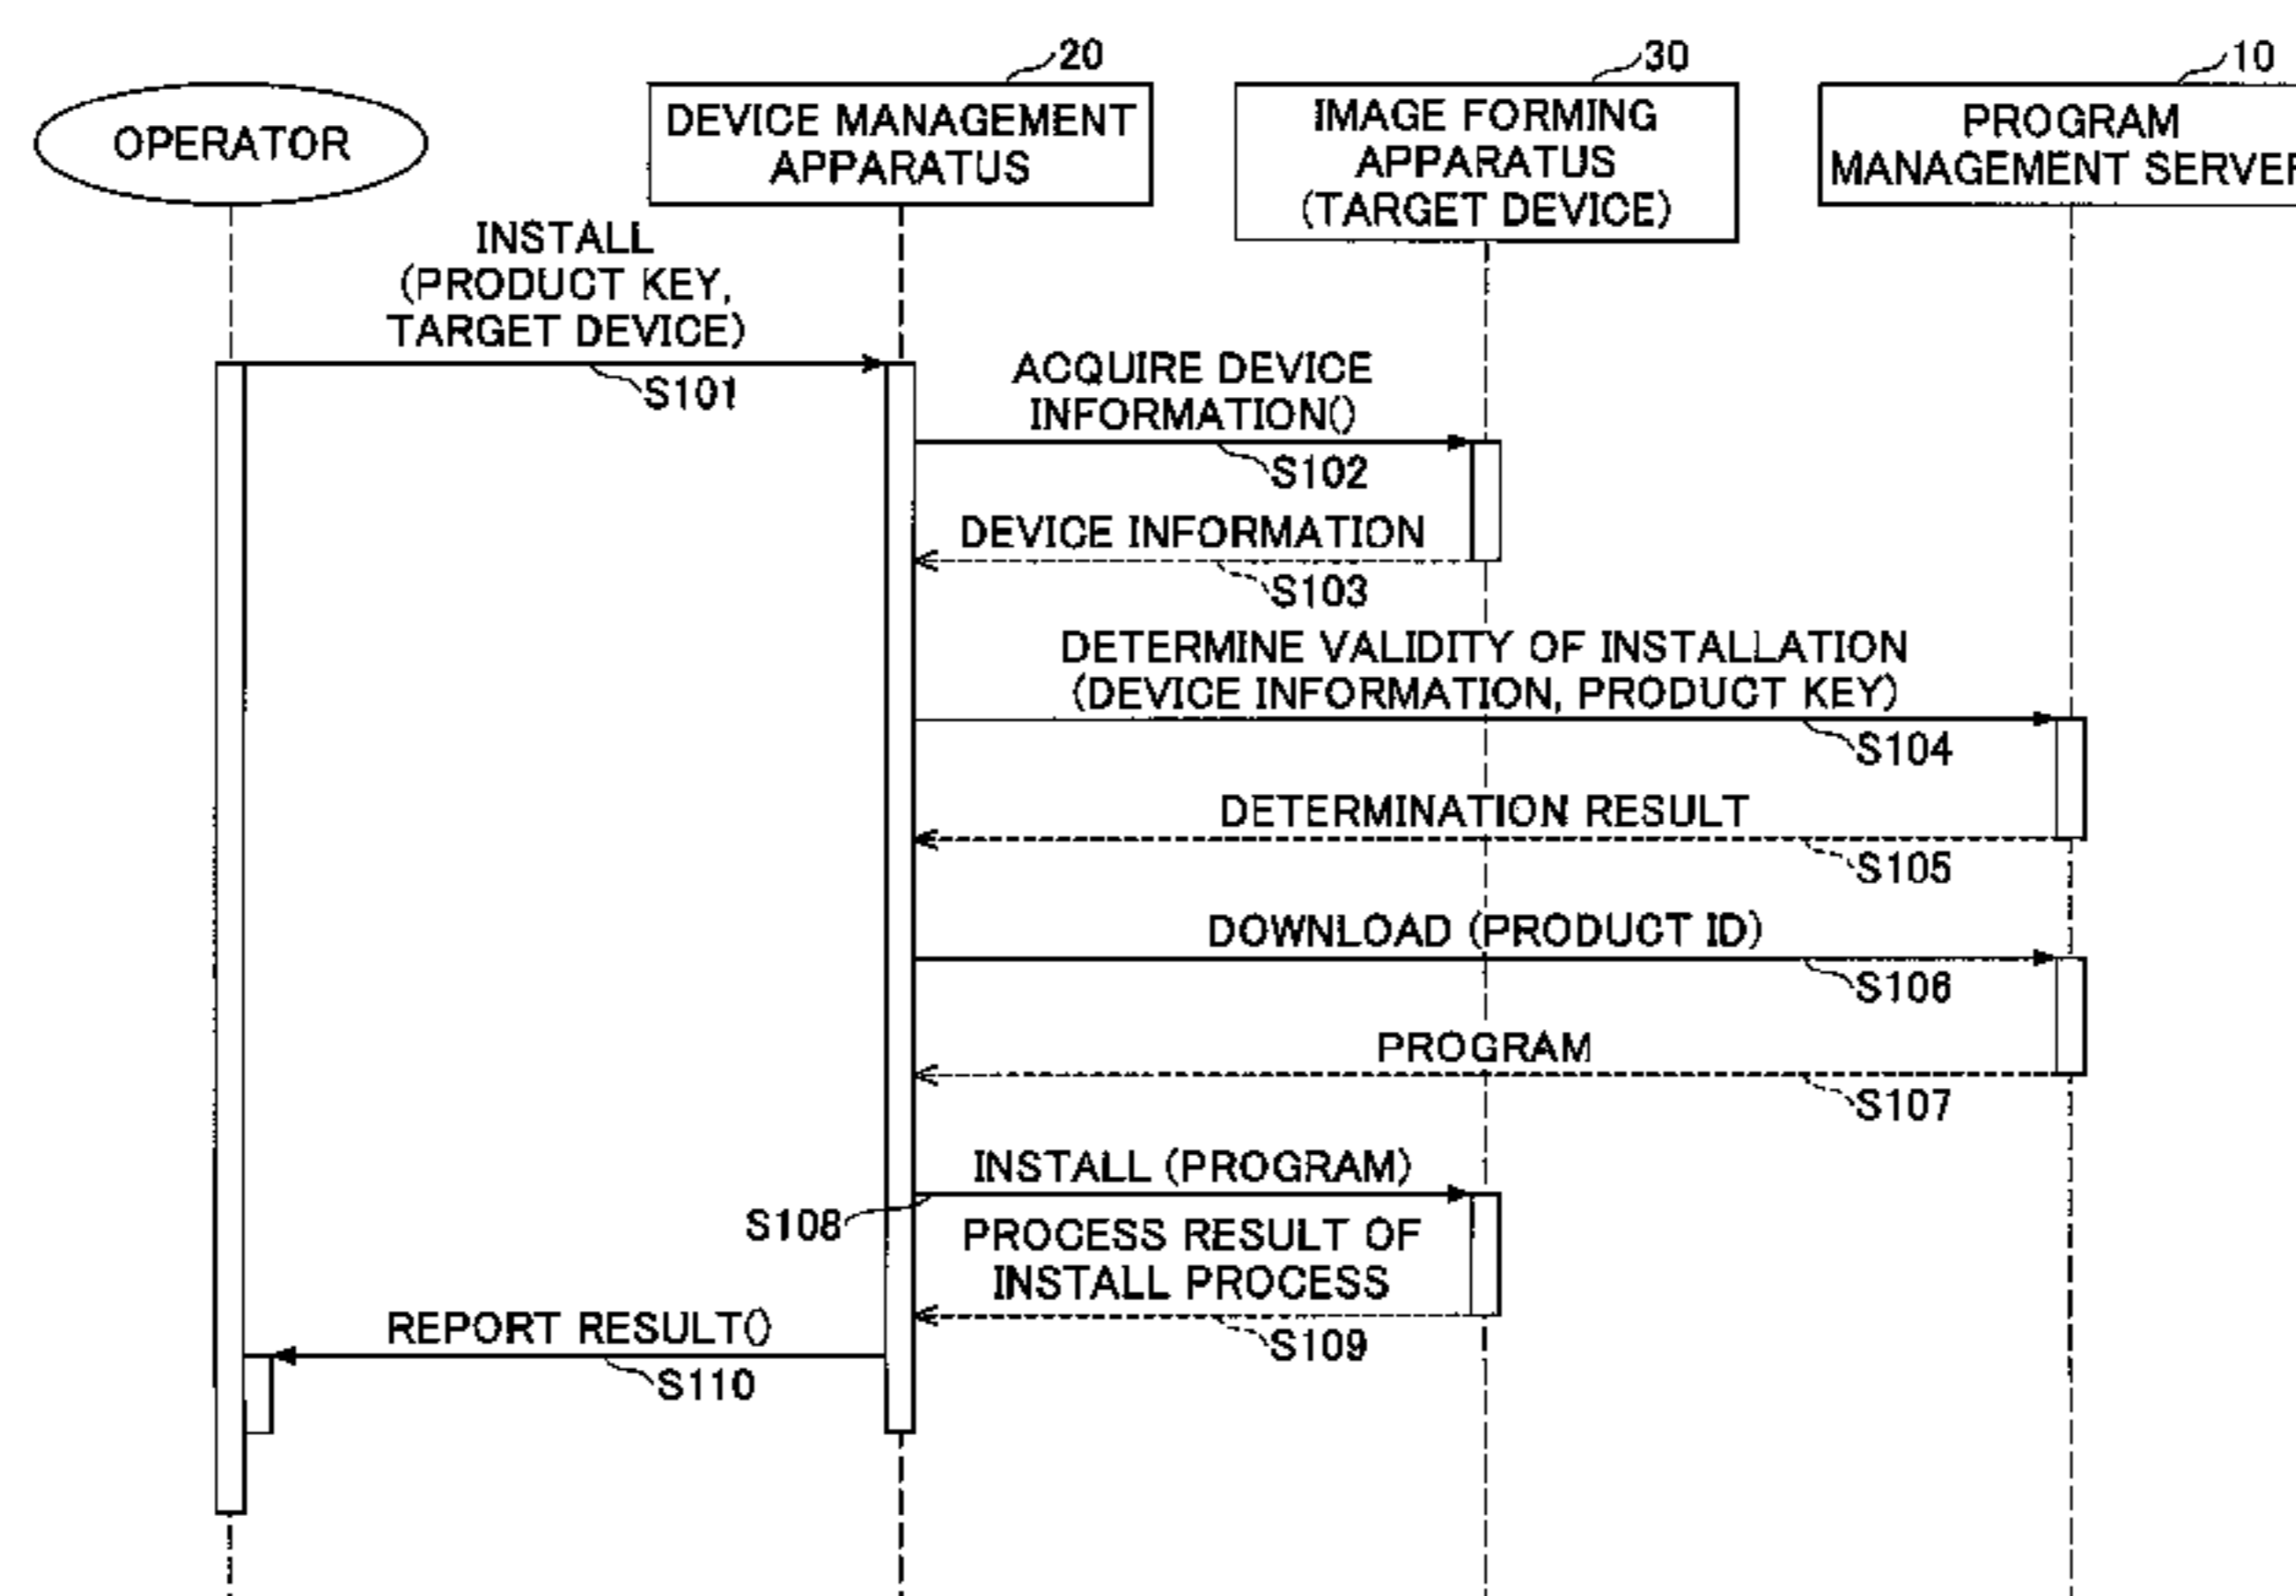 20
30
10
OPERATOR
DEVICE MANAGEMENT
APPARATUS
IMAGE FORMING
APPARATUS
(TARGET DEVICE)
PROGRAM
MANAGEMENT SERVER
INSTALL
(PRODUCT KEY,
TARGET DEVICE)
S101
ACQUIRE DEVICE
INFORMATION()
S102
DEVICE INFORMATION
S103
DETERMINE VALIDITY OF INSTALLATION
(DEVICE INFORMATION, PRODUCT KEY)
S104
DETERMINATION RESULT
S105
DOWNLOAD (PRODUCT ID)
S106
PROGRAM
S107
INSTALL (PROGRAM)
S108
PROCESS RESULT OF
INSTALL PROCESS
S109
REPORT RESULT()
S110